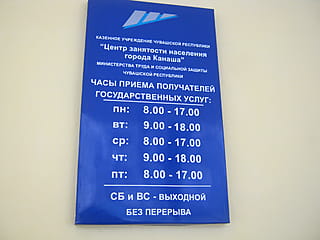 КАЗЕННОЕ УЧРЕЖДЕНИЕ ЧУВАШСКОЙ РЕСПУБЛИКИ
"Центр занятости населения
города Канаша"
МИНИСТЕРСТВА ТРУДА И СОЦИАЛЬНОЙ ЗАЩИТЫ
ЧУВАШСКОЙ РЕСПУБЛИКИ
ЧАСЫ ПРИЕМА ПОЛУЧАТЕЛЕЙ
ГОСУДАРСТВЕННЫХ УСЛУГ:
пн: 8.00 - 17.00
вт: 9.00 - 18.00
ср: 8.00 - 17.00
чт: 9.00 - 18.00
пт: 8.00 - 17.00
СБ и ВС - ВЫХОДНОЙ
БЕЗ ПЕРЕРЫВА